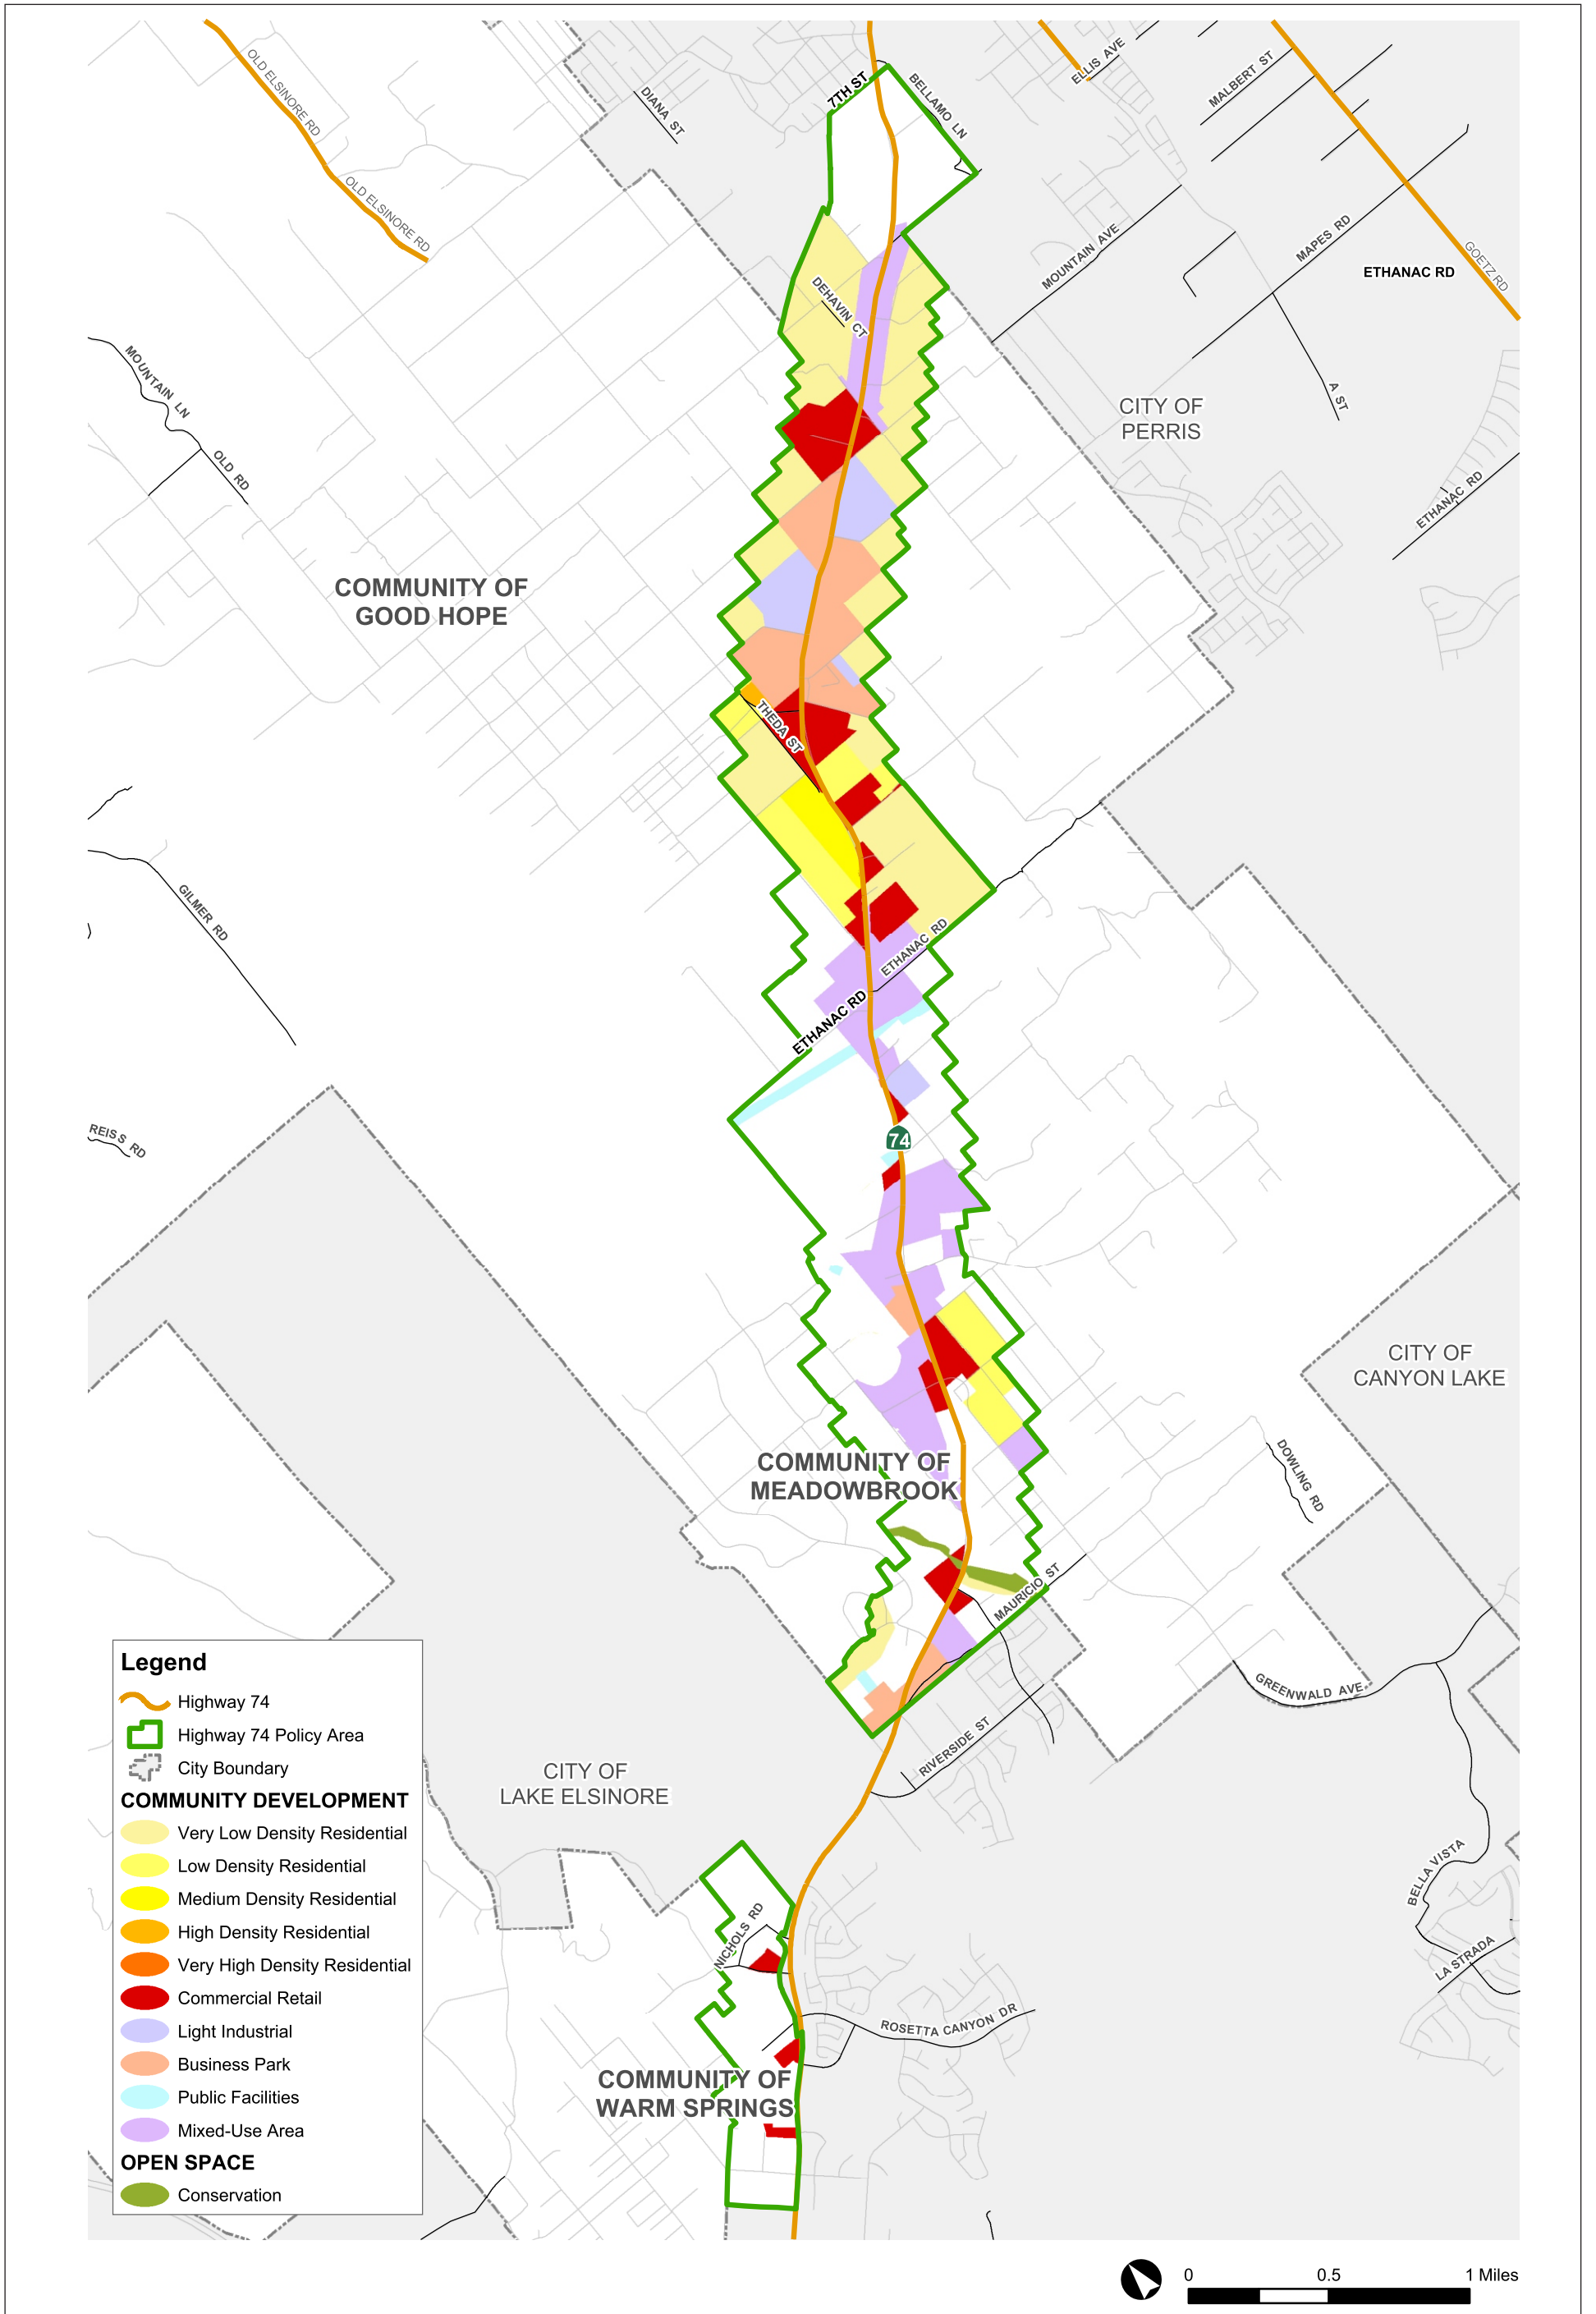 OLD ELSINORE RD
DIANA ST
7TH ST
BELLAMO LN
ELLIS AVE
MALBERT ST
OLD ELSINORE RD
MOUNTAIN AVE
MAPES RD
ETHANAC RD
GOETZ RD
DEHAVIN CT
MOUNTAIN LN
A ST
CITY OF
PERRIS
OLD RD
ETHANAC RD
COMMUNITY OF
GOOD HOPE
THEDA ST
GILMER RD
ETHANAC RD
ETHANAC RD
REISS RD
74
CITY OF
CANYON LAKE
COMMUNITY OF
MEADOWBROOK
DOWLING RD
MAURICIO ST
GREENWALD AVE
RIVERSIDE ST
CITY OF
LAKE ELSINORE
BELLA VISTA
NICHOLS RD
LA STRADA
ROSETTA CANYON DR
COMMUNITY OF
WARM SPRINGS
Legend
Highway 74
Highway 74 Policy Area
City Boundary
COMMUNITY DEVELOPMENT
Very Low Density Residential
Low Density Residential
Medium Density Residential
High Density Residential
Very High Density Residential
Commercial Retail
Light Industrial
Business Park
Public Facilities
Mixed-Use Area
OPEN SPACE
Conservation
0 0.5 1 Miles